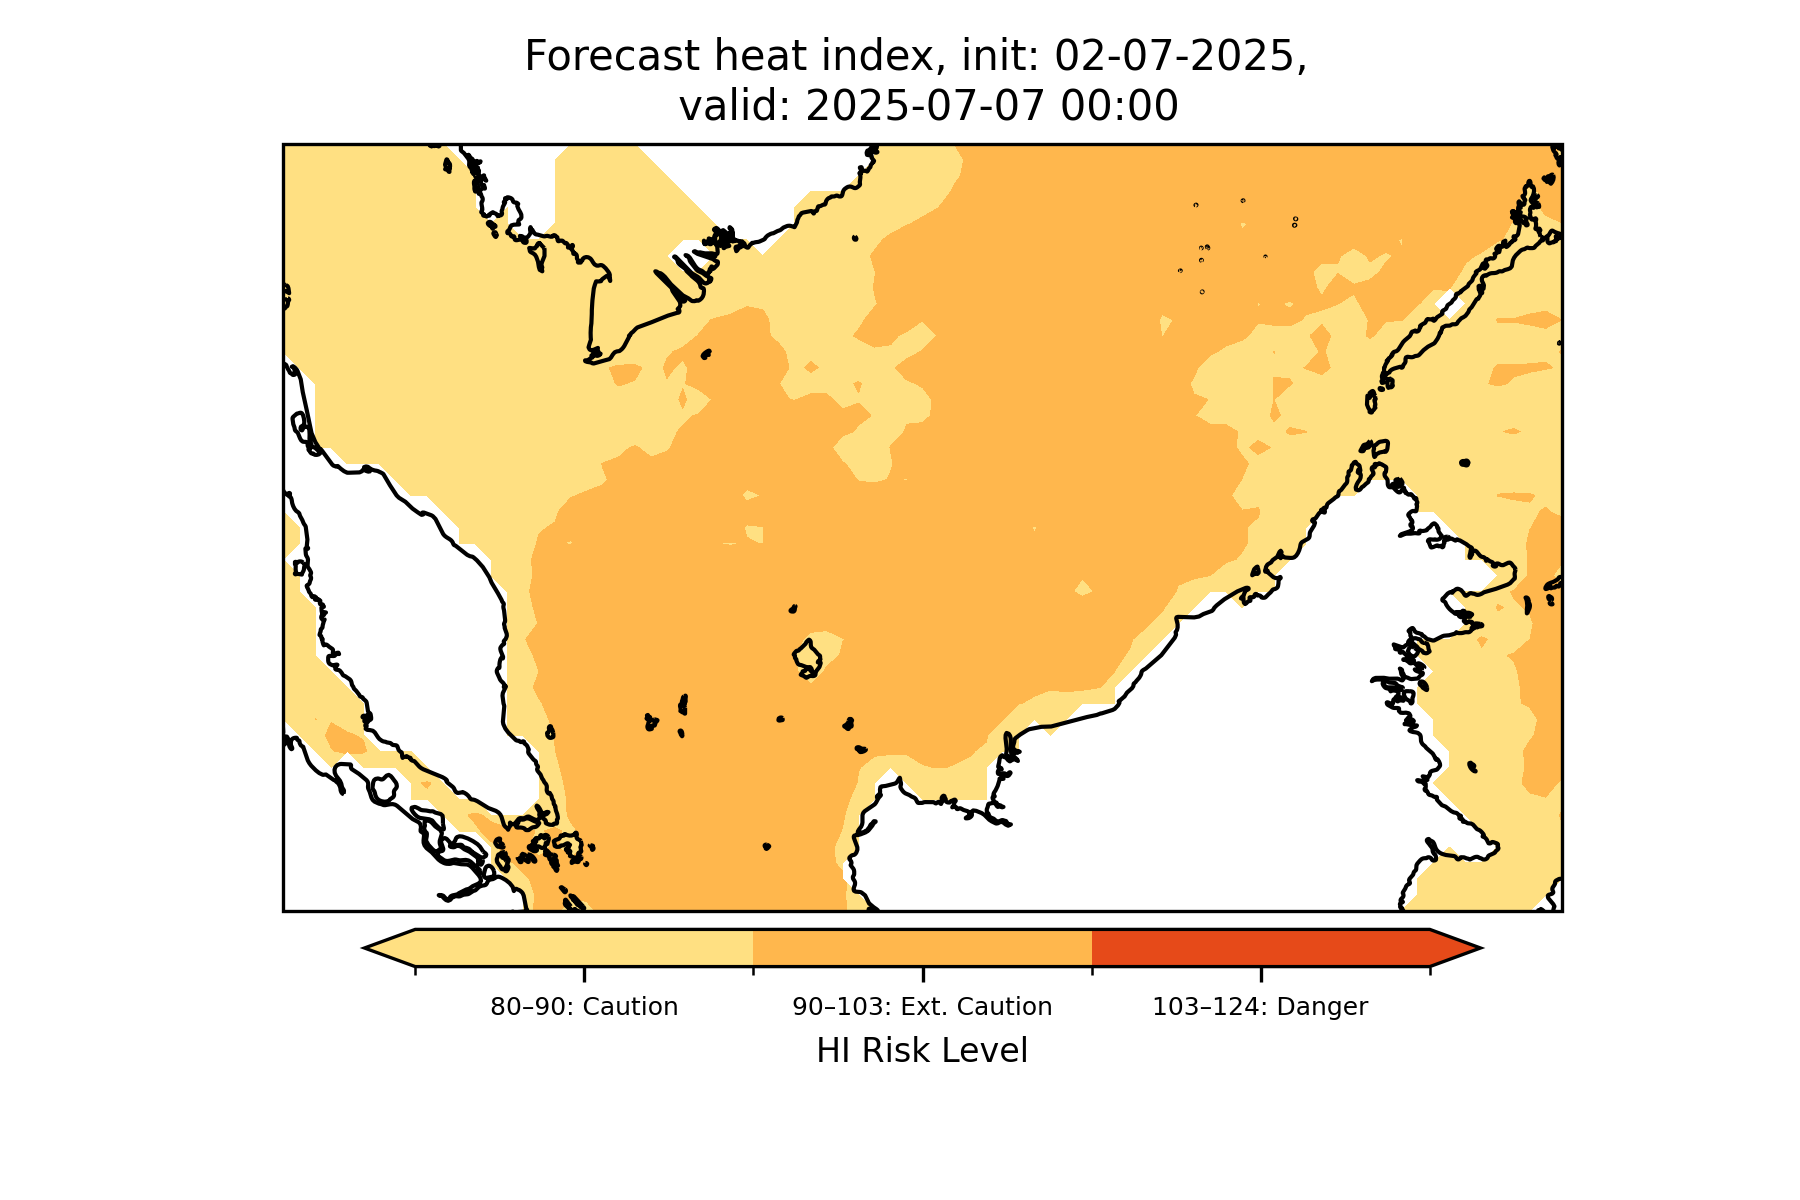 Forecast heat index, init: 02-07-2025,
valid: 2025-07-07 00:00
80–90: Caution
90–103: Ext. Caution
103–124: Danger
HI Risk Level